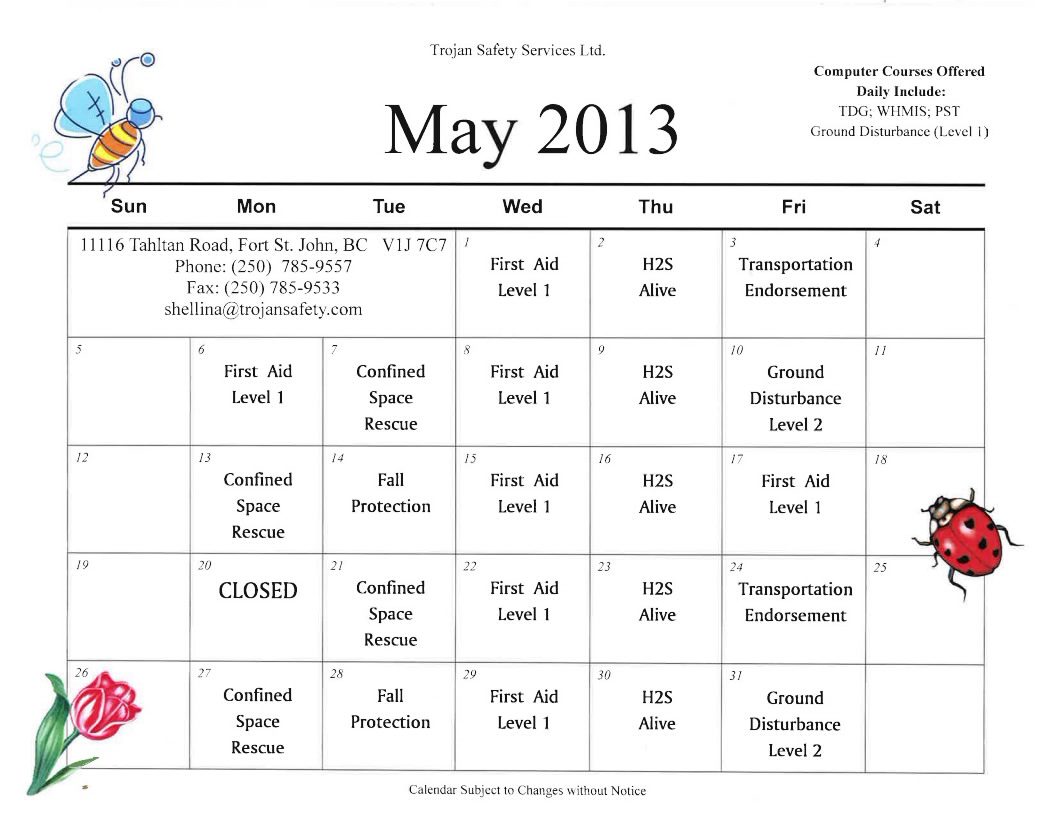 Trojan Safety Services Ltd.
Computer Courses Offered
Daily Include:
TDG; WHMIS; PST
Ground Disturbance (Level 1)
May 2013
Sun Mon Tue Wed Thu Fri Sat
11116 Tahltan Road, Fort St. John, BC V1J 7C7
Phone: (250) 785-9557
Fax: (250) 785-9533
shellina@trojansafety.com
1
First Aid
Level 1
2
H2S
Alive
3
Transportation
Endorsement
4
5
6
First Aid
Level 1
7
Confined
Space
Rescue
8
First Aid
Level 1
9
H2S
Alive
10
Ground
Disturbance
Level 2
11
12
13
Confined
Space
Rescue
14
Fall
Protection
15
First Aid
Level 1
16
H2S
Alive
17
First Aid
Level 1
18
19
20
CLOSED
21
Confined
Space
Rescue
22
First Aid
Level 1
23
H2S
Alive
24
Transportation
Endorsement
25
26
27
Confined
Space
Rescue
28
Fall
Protection
29
First Aid
Level 1
30
H2S
Alive
31
Ground
Disturbance
Level 2
Calendar Subject to Changes without Notice